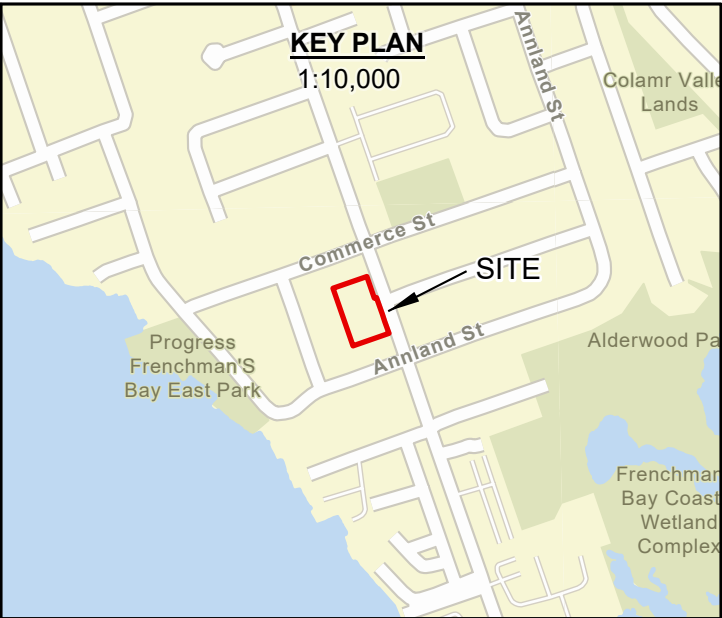 KEY PLAN
1:10,000
Annland St
Colamr Valle
Lands
Commerce St
SITE
Progress
Frenchman'S
Bay East Park
Annland St
Alderwood Pa
Frenchman
Bay Coast
Wetland
Complex